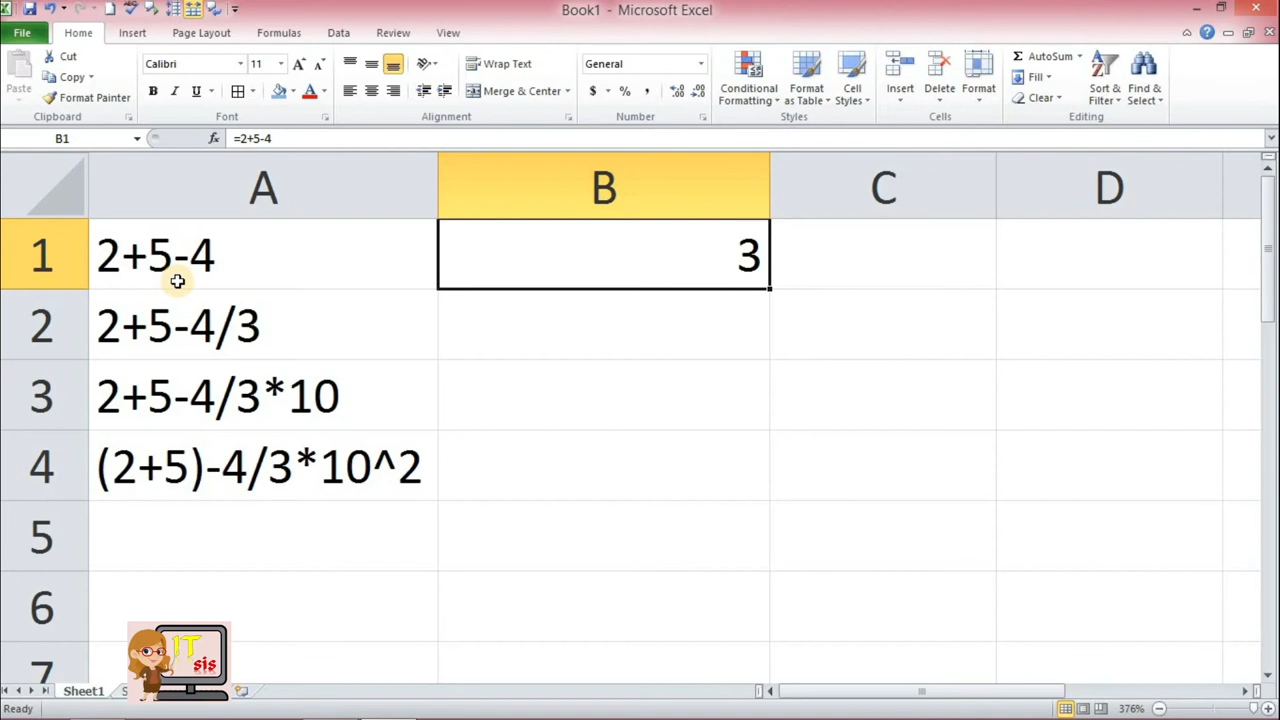 Book1 - Microsoft Excel
File Home Insert Page Layout Formulas Data Review View
Paste
Cut
Copy
Format Painter
Clipboard
Calibri 11
B I U
Font
Wrap Text
Merge & Center
Alignment
General
$ % ,
Number
Conditional Formatting
Format as Table
Cell Styles
Styles
Insert Delete Format
Cells
AutoSum
Fill
Clear
Sort & Filter
Find & Select
Editing
B1 fx =2+5-4
A B C D
1 2+5-4 3
2 2+5-4/3
3 2+5-4/3*10
4 (2+5)-4/3*10^2
5
6
7
IT
sis
Sheet1
Ready 376%